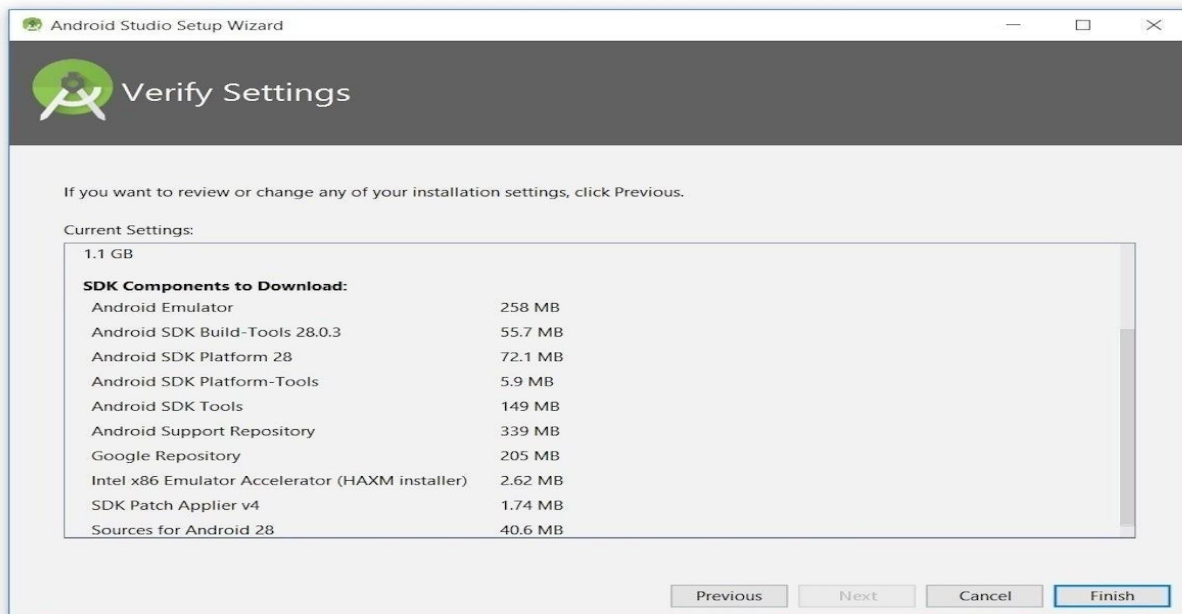 Android Studio Setup Wizard
Verify Settings
If you want to review or change any of your installation settings, click Previous.
Current Settings:
1.1 GB
SDK Components to Download:
Android Emulator 258 MB
Android SDK Build-Tools 28.0.3 55.7 MB
Android SDK Platform 28 72.1 MB
Android SDK Platform-Tools 5.9 MB
Android SDK Tools 149 MB
Android Support Repository 339 MB
Google Repository 205 MB
Intel x86 Emulator Accelerator (HAXM installer) 2.62 MB
SDK Patch Applier v4 1.74 MB
Sources for Android 28 40.6 MB
Previous Next Cancel Finish